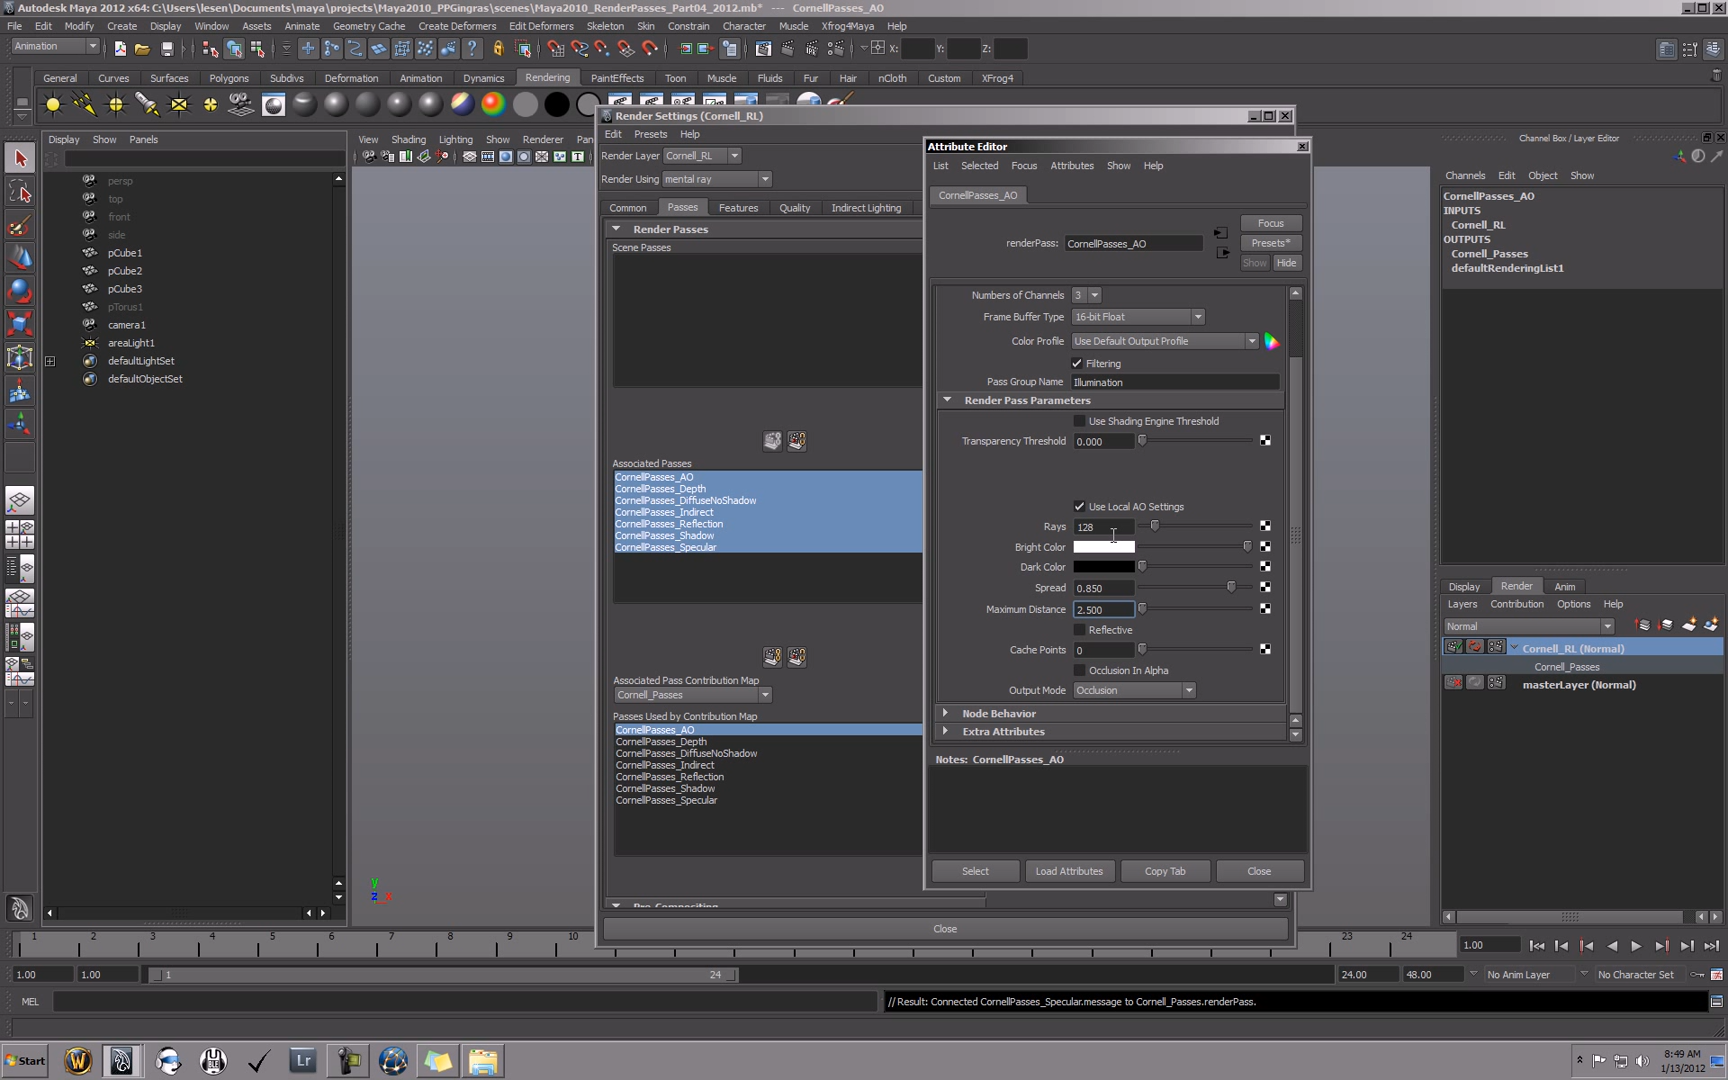 Autodesk Maya 2012 x64: C:\Users\lesen\Documents\maya\projects\Maya2010_PPGingras\scenes\Maya2010_RenderPasses_Part04_2012.mb* --- CornellPasses_AO
File Edit Modify Create Display Window Assets Animate Geometry Cache Create Deformers Edit Deformers Skeleton Skin Constrain Character Muscle Xfrog4Maya Help
Animation
X: Y: Z:
General Curves Surfaces Polygons Subdivs Deformation Animation Dynamics Rendering PaintEffects Toon Muscle Fluids Fur Hair nCloth Custom XFrog4
Display Show Panels
persp
top
front
side
pCube1
pCube2
pCube3
pTorus1
camera1
areaLight1
defaultLightSet
defaultObjectSet
View Shading Lighting Show Renderer Pan
Render Settings (Cornell_RL)
Edit Presets Help
Render Layer Cornell_RL
Render Using mental ray
Common Passes Features Quality Indirect Lighting
Render Passes
Scene Passes
Associated Passes
CornellPasses_AO
CornellPasses_Depth
CornellPasses_DiffuseNoShadow
CornellPasses_Indirect
CornellPasses_Reflection
CornellPasses_Shadow
CornellPasses_Specular
Associated Pass Contribution Map
Cornell_Passes
Passes Used by Contribution Map
CornellPasses_AO
CornellPasses_Depth
CornellPasses_DiffuseNoShadow
CornellPasses_Indirect
CornellPasses_Reflection
CornellPasses_Shadow
CornellPasses_Specular
Pre-Compositing
Close
Attribute Editor
List Selected Focus Attributes Show Help
CornellPasses_AO
Focus
renderPass: CornellPasses_AO
Presets*
Show Hide
Numbers of Channels 3
Frame Buffer Type 16-bit Float
Color Profile Use Default Output Profile
Filtering
Pass Group Name Illumination
Render Pass Parameters
Use Shading Engine Threshold
Transparency Threshold 0.000
Use Local AO Settings
Rays 128
Bright Color
Dark Color
Spread 0.850
Maximum Distance 2.500
Reflective
Cache Points 0
Occlusion In Alpha
Output Mode Occlusion
Node Behavior
Extra Attributes
Notes: CornellPasses_AO
Select Load Attributes Copy Tab Close
Channel Box / Layer Editor
Channels Edit Object Show
CornellPasses_AO
INPUTS
Cornell_RL
OUTPUTS
Cornell_Passes
defaultRenderingList1
Display Render Anim
Layers Contribution Options Help
Normal
Cornell_RL (Normal)
Cornell_Passes
masterLayer (Normal)
y
z x
1 2 3 4 5 6 7 8 9 10 23 24
1.00
1.00 1.00 1 24 24.00 48.00 No Anim Layer No Character Set
MEL // Result: Connected CornellPasses_Specular.message to Cornell_Passes.renderPass.
Start Lr
8:49 AM
1/13/2012